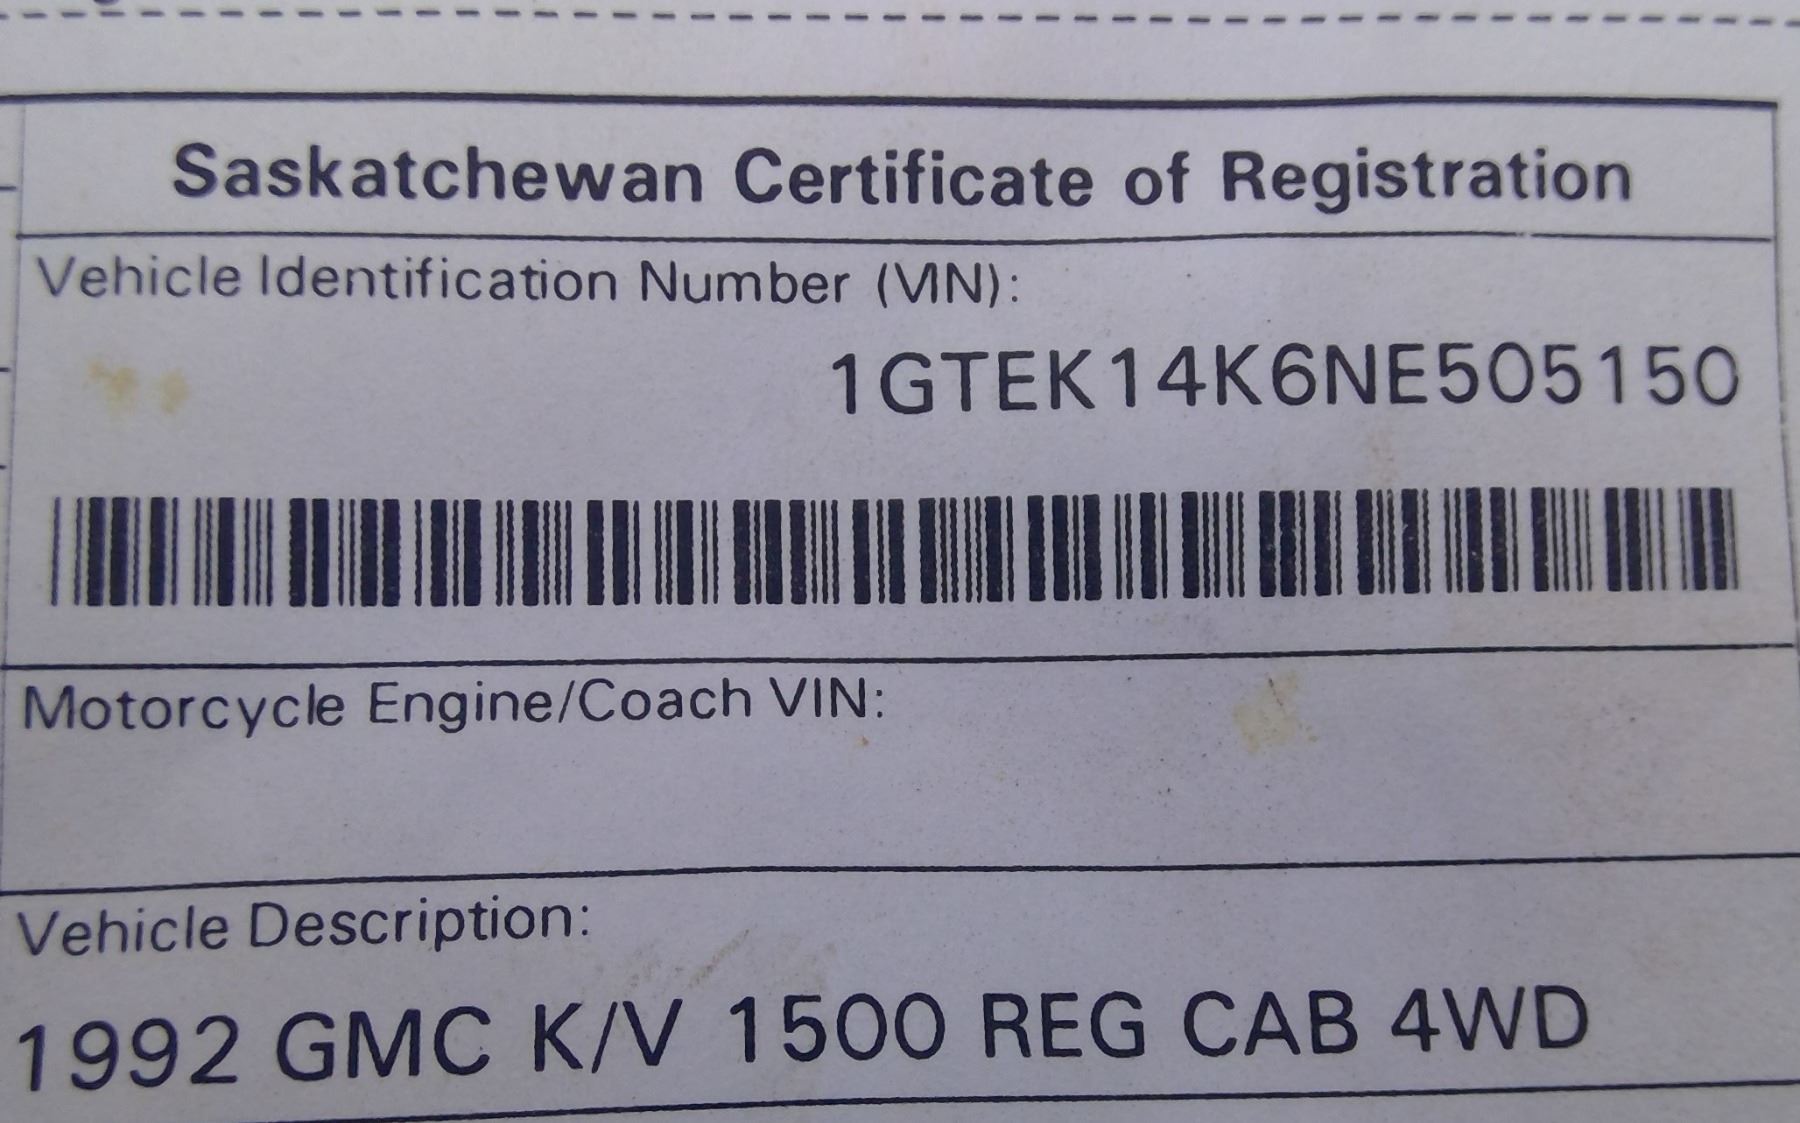 Saskatchewan Certificate of Registration
Vehicle Identification Number (VIN):
1GTEK14K6NE505150
Motorcycle Engine/Coach VIN:
Vehicle Description:
1992 GMC K/V 1500 REG CAB 4WD